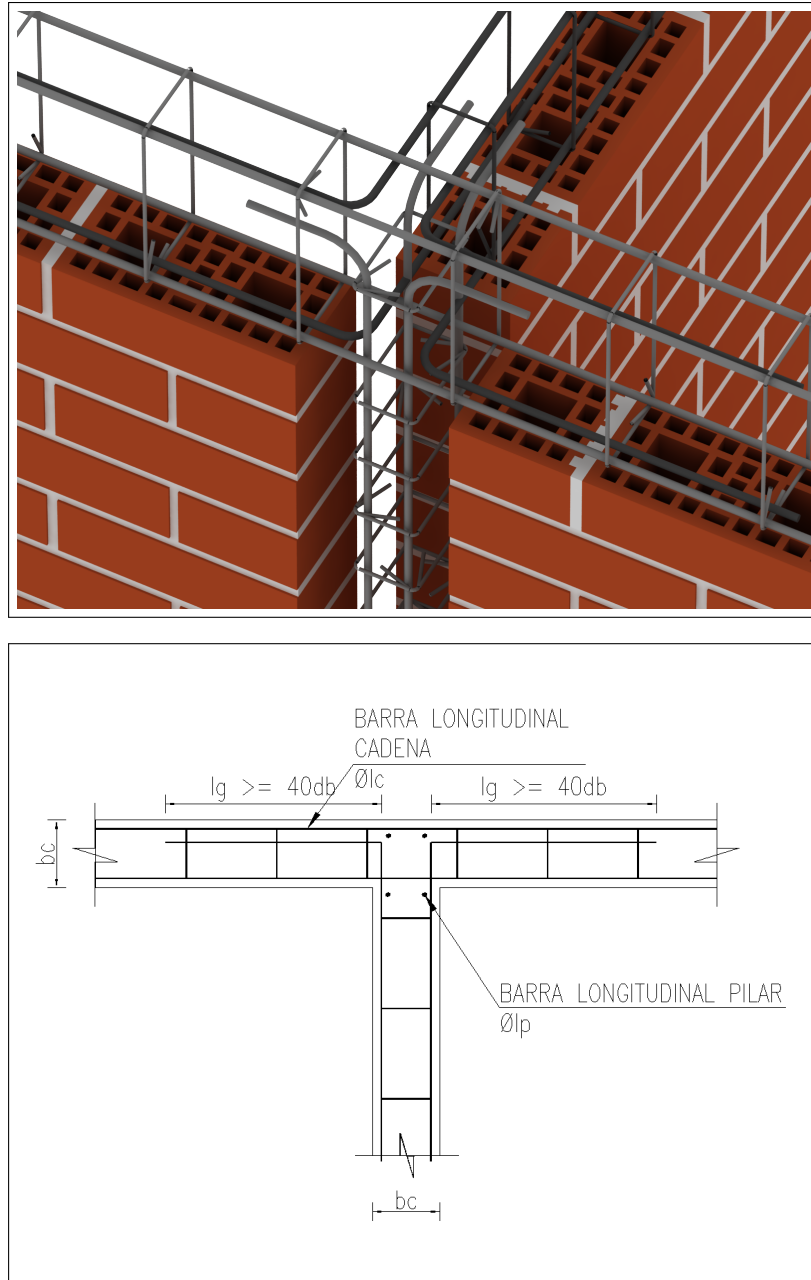 BARRA LONGITUDINAL
CADENA
Ølc
lg >= 40db
lg >= 40db
bc
BARRA LONGITUDINAL PILAR
Ølp
bc